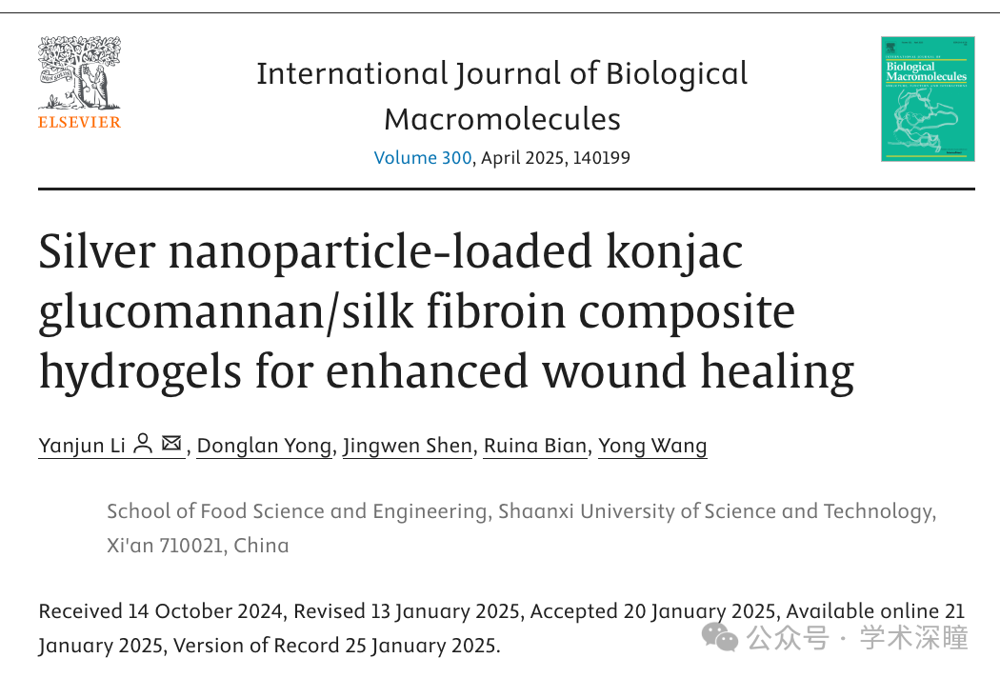 ELSEVIER
International Journal of Biological
Macromolecules
Volume 300, April 2025, 140199
Biological
Macromolecules
Silver nanoparticle-loaded konjac
glucomannan/silk fibroin composite
hydrogels for enhanced wound healing
Yanjun Li, Donglan Yong, Jingwen Shen, Ruina Bian, Yong Wang
School of Food Science and Engineering, Shaanxi University of Science and Technology,
Xi'an 710021, China
Received 14 October 2024, Revised 13 January 2025, Accepted 20 January 2025, Available online 21
January 2025, Version of Record 25 January 2025.
公众号 · 学术深瞳